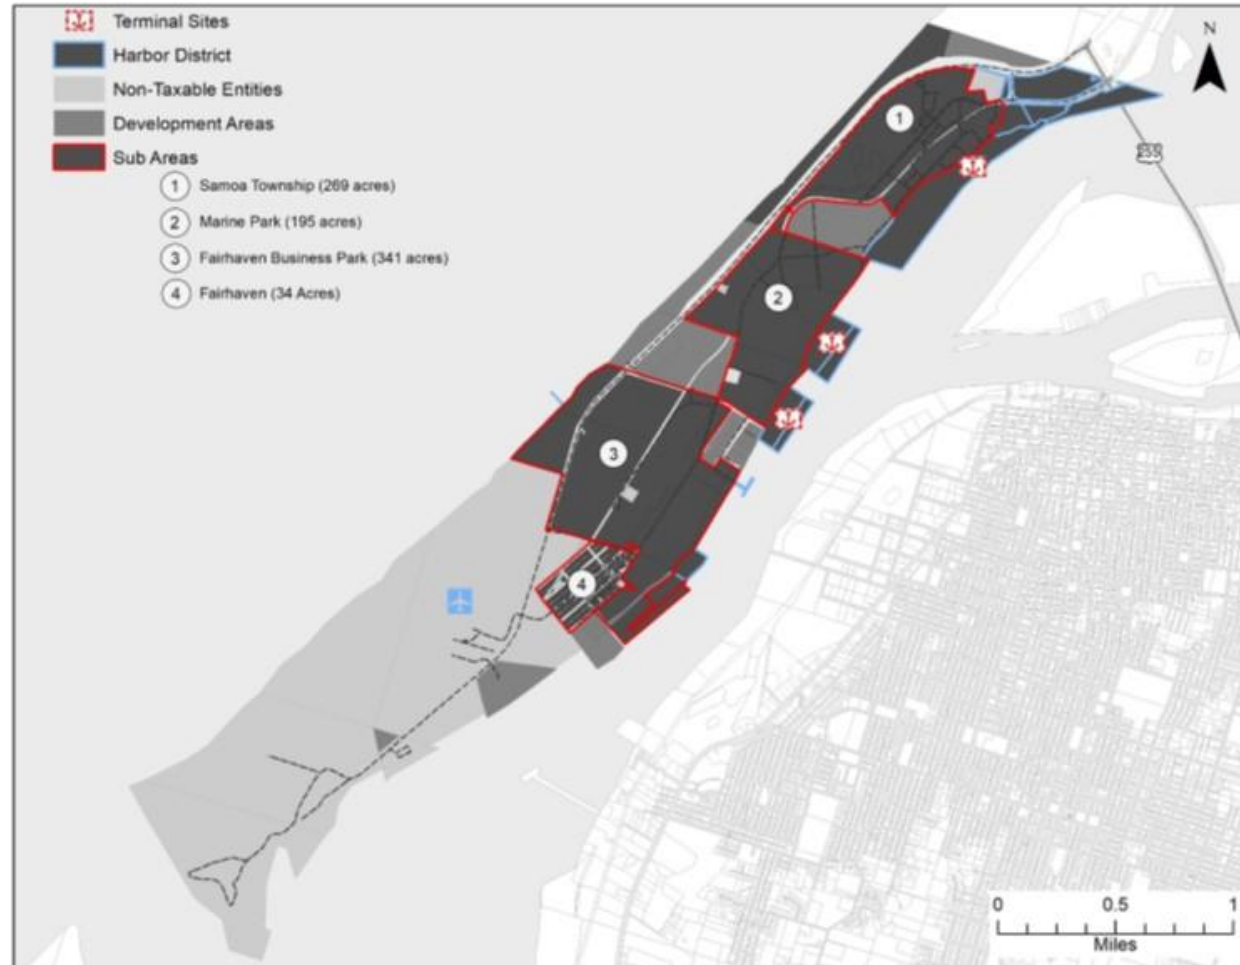 Terminal Sites
Harbor District
Non-Taxable Entities
Development Areas
Sub Areas
1 Samoa Township (269 acres)
2 Marine Park (195 acres)
3 Fairhaven Business Park (341 acres)
4 Fairhaven (34 Acres)
N
1
255
2
3
4
0 0.5 1
Miles